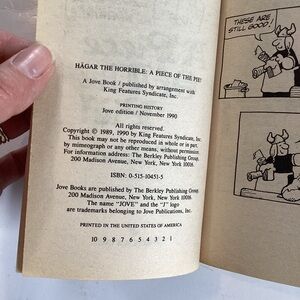 HÄGAR THE HORRIBLE: A PIECE OF THE PIE!
A Jove Book / published by arrangement with
King Features Syndicate, Inc.
PRINTING HISTORY
Jove edition / November 1990
All rights reserved.
Copyright © 1989, 1990 by King Features Syndicate, Inc.
This book may not be reproduced in whole or in part,
by mimeograph or any other means, without permission.
For information address: The Berkley Publishing Group,
200 Madison Avenue, New York, New York 10016.
ISBN: 0-515-10451-5
Jove Books are published by The Berkley Publishing Group,
200 Madison Avenue, New York, New York 10016.
The name "JOVE" and the "J" logo
are trademarks belonging to Jove Publications, Inc.
PRINTED IN THE UNITED STATES OF AMERICA
10 9 8 7 6 5 4 3 2 1
THESE ARE
STILL GOOD!